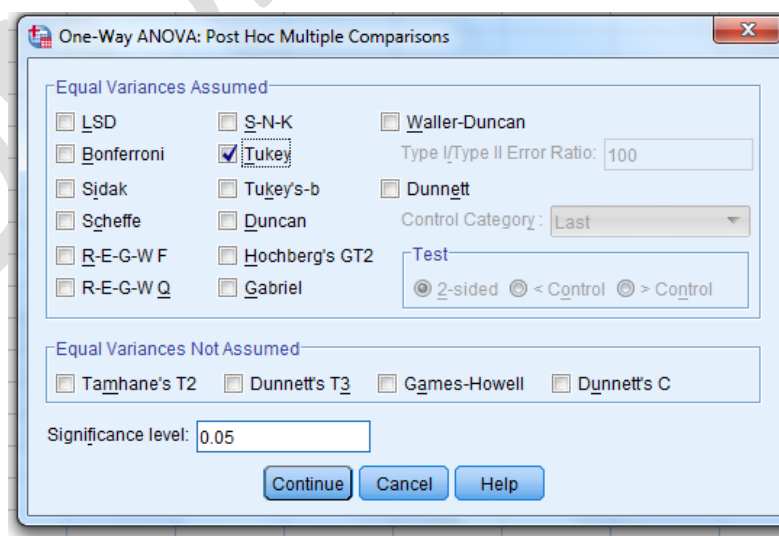 One-Way ANOVA: Post Hoc Multiple Comparisons
Equal Variances Assumed
LSD S-N-K Waller-Duncan
Bonferroni Tukey Type I/Type II Error Ratio: 100
Sidak Tukey's-b Dunnett
Scheffe Duncan Control Category : Last
R-E-G-W F Hochberg's GT2 Test
R-E-G-W Q Gabriel 2-sided < Control > Control
Equal Variances Not Assumed
Tamhane's T2 Dunnett's T3 Games-Howell Dunnett's C
Significance level: 0.05
Continue Cancel Help